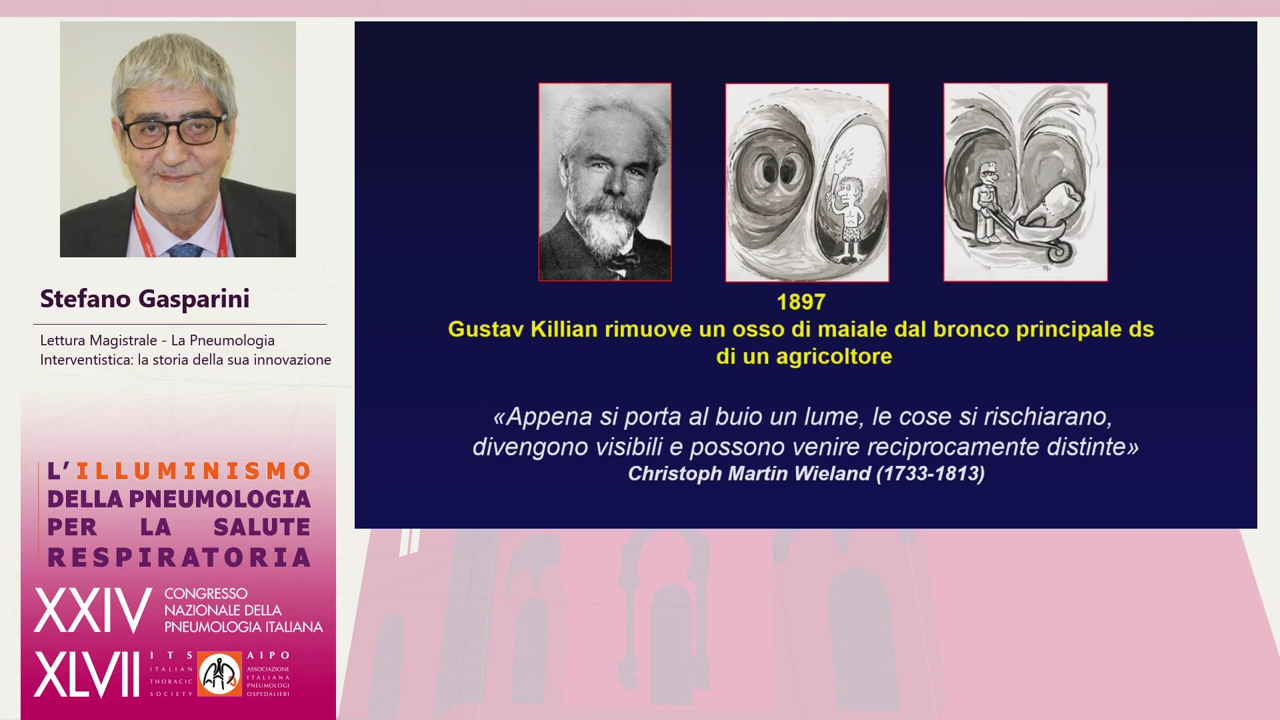 Stefano Gasparini
Lettura Magistrale - La Pneumologia
Interventistica: la storia della sua innovazione
L'ILLUMINISMO
DELLA PNEUMOLOGIA
PER LA SALUTE
RESPIRATORIA
XXIV
CONGRESSO
NAZIONALE DELLA
PNEUMOLOGIA ITALIANA
XLVII
ITS
ITALIAN
THORACIC
SOCIETY
AIPO
ASSOCIAZIONE
ITALIANA
PNEUMOLOGI
OSPEDALIERI
1897
Gustav Killian rimuove un osso di maiale dal bronco principale ds
di un agricoltore
«Appena si porta al buio un lume, le cose si rischiarano,
divengono visibili e possono venire reciprocamente distinte»
Christoph Martin Wieland (1733-1813)